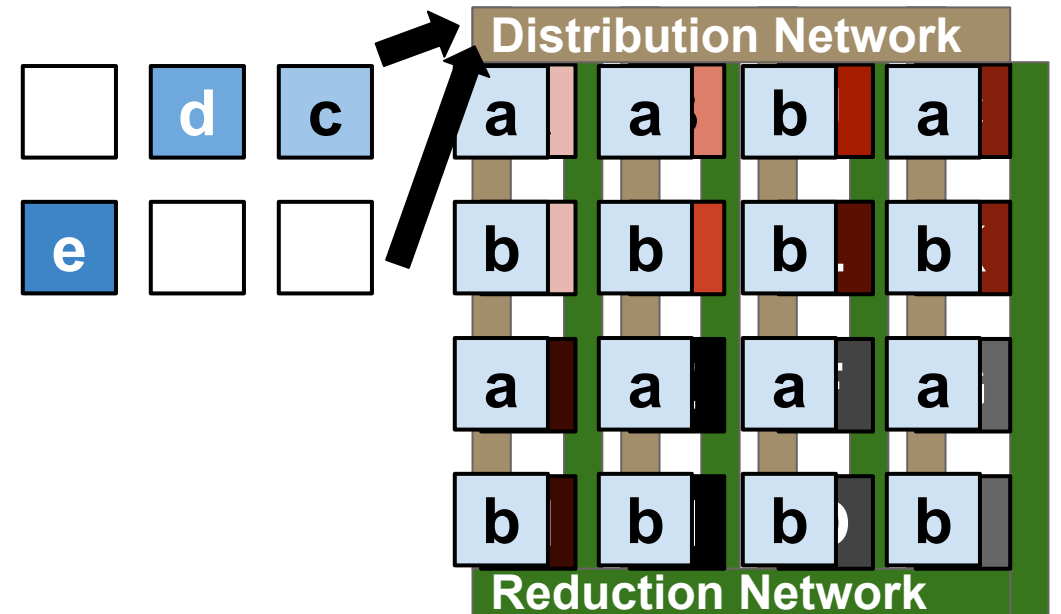 Distribution Network
d c a a b a
e b b b b
a a a a
b b b b
Reduction Network